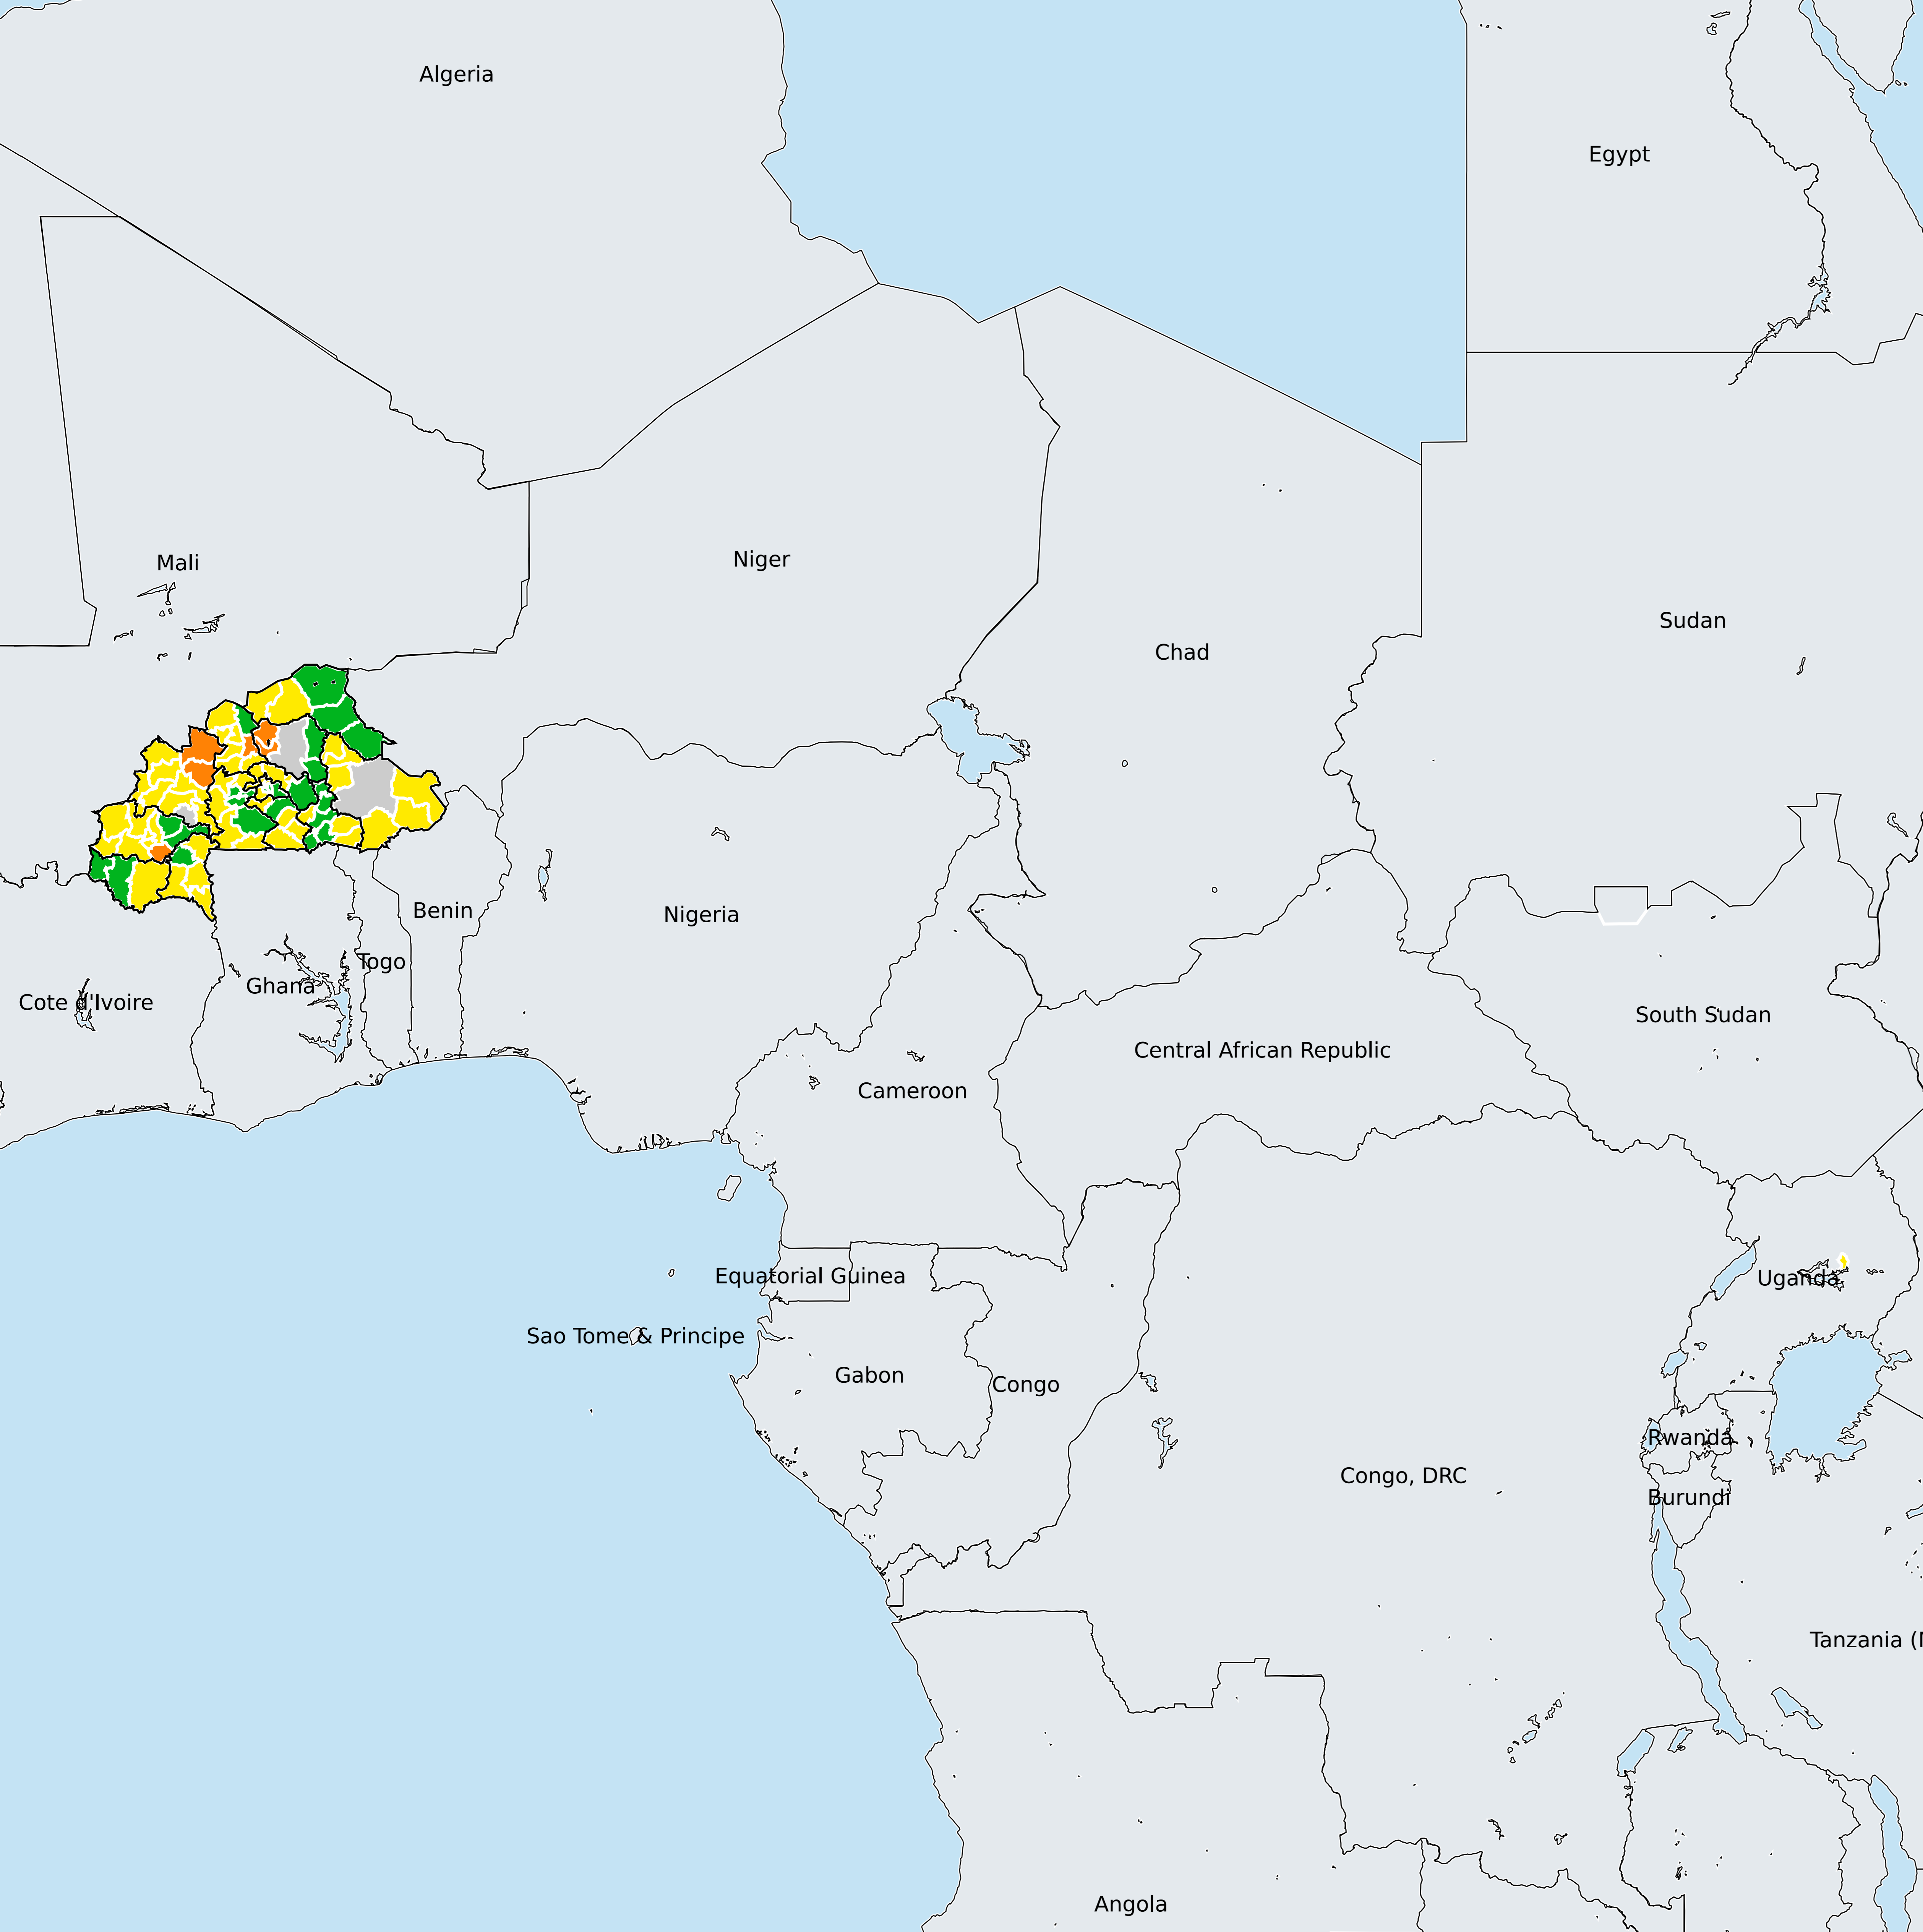 Algeria
Egypt
Mali
Niger
Sudan
Chad
Benin
Nigeria
Togo
Ghana
Cote d'Ivoire
South Sudan
Central African Republic
Cameroon
Equatorial Guinea
Uganda
Sao Tome & Principe
Gabon
Congo
Rwanda
Congo, DRC
Burundi
Tanzania (
Angola